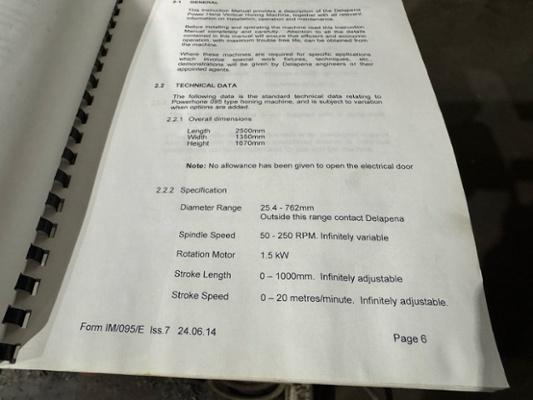 2-1 GENERAL
This Instruction Manual provides a description of the Delapena
Power Hone Vertical Honing Machine, together with all relevant
information on installation, operation and maintenance.
Before installing and operating the machine read this Instruction
Manual completely and carefully. Attention to all the details
contained in this manual will ensure that efficient and economic
operation, with maximum trouble free life, can be obtained from
the machine.
Where these machines are required for specific applications
which involve special work fixtures, techniques, etc.,
demonstrations will be given by Delapena engineers or their
appointed agents.
2.2 TECHNICAL DATA
The following data is the standard technical data relating to
Powerhone 095 type honing machine, and is subject to variation
when options are added.
2.2.1 Overall dimensions
Length 2500mm
Width 1350mm
Height 1870mm
Note: No allowance has been given to open the electrical door
2.2.2 Specification
Diameter Range 25.4 - 762mm
Outside this range contact Delapena
Spindle Speed 50 - 250 RPM. Infinitely variable
Rotation Motor 1.5 kW
Stroke Length 0 – 1000mm. Infinitely adjustable
Stroke Speed 0 – 20 metres/minute. Infinitely adjustable.
Form IM/095/E Iss.7 24.06.14
Page 6